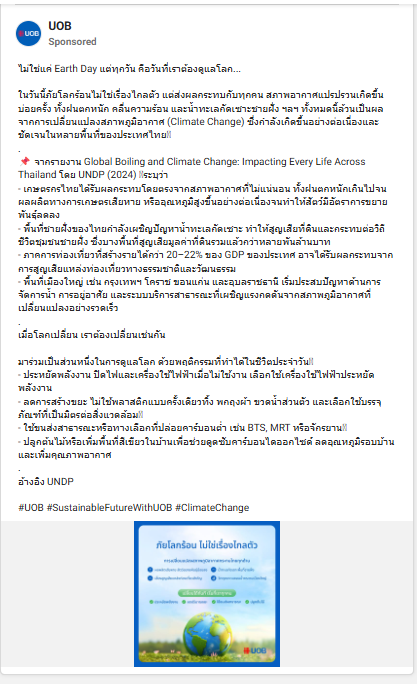 UOB
Sponsored
ไม่ใช่แค่ Earth Day แต่ทุกวัน คือวันที่เราต้องดูแลโลก...
ในวันนี้ภัยโลกร้อนไม่ใช่เรื่องไกลตัว แต่ส่งผลกระทบกับทุกคน สภาพอากาศแปรปรวนเกิดขึ้น
บ่อยครั้ง ทั้งฝนตกหนัก คลื่นความร้อน และน้ำทะเลกัดเซาะชายฝั่ง ฯลฯ ทั้งหมดนี้ล้วนเป็นผล
จากการเปลี่ยนแปลงสภาพภูมิอากาศ (Climate Change) ซึ่งกำลังเกิดขึ้นอย่างต่อเนื่องและ
ชัดเจนในหลายพื้นที่ของประเทศไทย
.
📌 จากรายงาน Global Boiling and Climate Change: Impacting Every Life Across
Thailand โดย UNDP (2024) ระบุว่า
- เกษตรกรไทยได้รับผลกระทบโดยตรงจากสภาพอากาศที่ไม่แน่นอน ทั้งฝนตกหนักเกินไปจน
ผลผลิตทางการเกษตรเสียหาย หรืออุณหภูมิสูงขึ้นอย่างต่อเนื่องจนทำให้สัตว์มีอัตราการขยาย
พันธุ์ลดลง
- พื้นที่ชายฝั่งของไทยกำลังเผชิญปัญหาน้ำทะเลกัดเซาะ ทำให้สูญเสียที่ดินและกระทบต่อวิถี
ชีวิตชุมชนชายฝั่ง ซึ่งบางพื้นที่สูญเสียมูลค่าที่ดินรวมแล้วกว่าหลายพันล้านบาท
- ภาคการท่องเที่ยวที่สร้างรายได้กว่า 20–22% ของ GDP ของประเทศ อาจได้รับผลกระทบจาก
การสูญเสียแหล่งท่องเที่ยวทางธรรมชาติและวัฒนธรรม
- พื้นที่เมืองใหญ่ เช่น กรุงเทพฯ โคราช ขอนแก่น และอุบลราชธานี เริ่มประสบปัญหาด้านการ
จัดการน้ำ การอยู่อาศัย และระบบบริการสาธารณะที่เผชิญแรงกดดันจากสภาพภูมิอากาศที่
เปลี่ยนแปลงอย่างรวดเร็ว
.
เมื่อโลกเปลี่ยน เราต้องเปลี่ยนเช่นกัน
มาร่วมเป็นส่วนหนึ่งในการดูแลโลก ด้วยพฤติกรรมที่ทำได้ในชีวิตประจำวัน
- ประหยัดพลังงาน ปิดไฟและเครื่องใช้ไฟฟ้าเมื่อไม่ใช้งาน เลือกใช้เครื่องใช้ไฟฟ้าประหยัด
พลังงาน
- ลดการสร้างขยะ ไม่ใช้พลาสติกแบบครั้งเดียวทิ้ง พกถุงผ้า ขวดน้ำส่วนตัว และเลือกใช้บรรจุ
ภัณฑ์ที่เป็นมิตรต่อสิ่งแวดล้อม
- ใช้ขนส่งสาธารณะหรือทางเลือกที่ปล่อยคาร์บอนต่ำ เช่น BTS, MRT หรือจักรยาน
- ปลูกต้นไม้หรือเพิ่มพื้นที่สีเขียวในบ้านเพื่อช่วยดูดซับคาร์บอนไดออกไซด์ ลดอุณหภูมิรอบบ้าน
และเพิ่มคุณภาพอากาศ
.
อ้างอิง UNDP
#UOB #SustainableFutureWithUOB #ClimateChange
ภัยโลกร้อน ไม่ใช่เรื่องไกลตัว
UOB